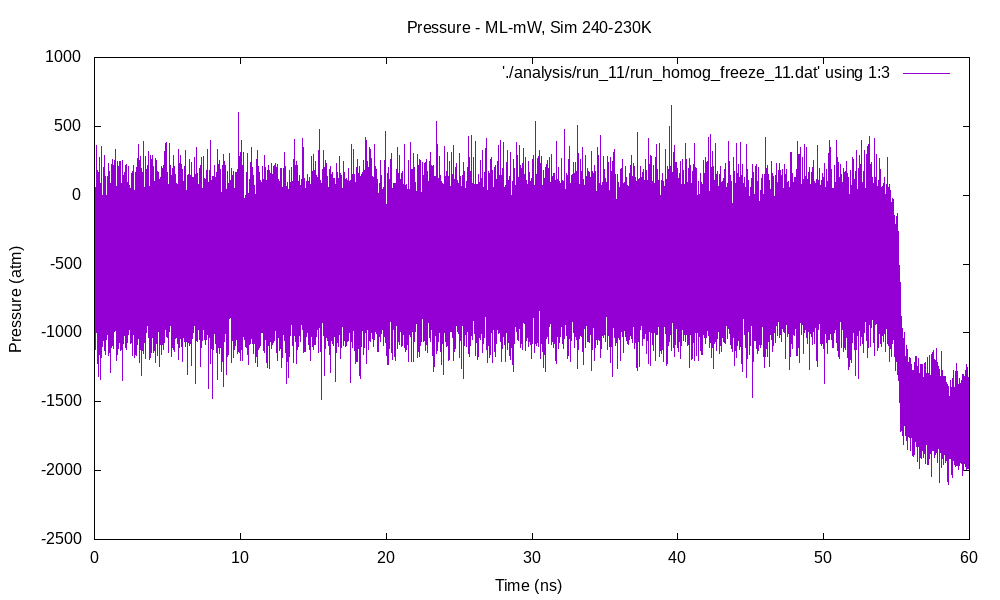 Pressure - ML-mW, Sim 240-230K
'./analysis/run_11/run_homog_freeze_11.dat' using 1:3
1000
500
0
-500
-1000
-1500
-2000
-2500
Pressure (atm)
0 10 20 30 40 50 60
Time (ns)